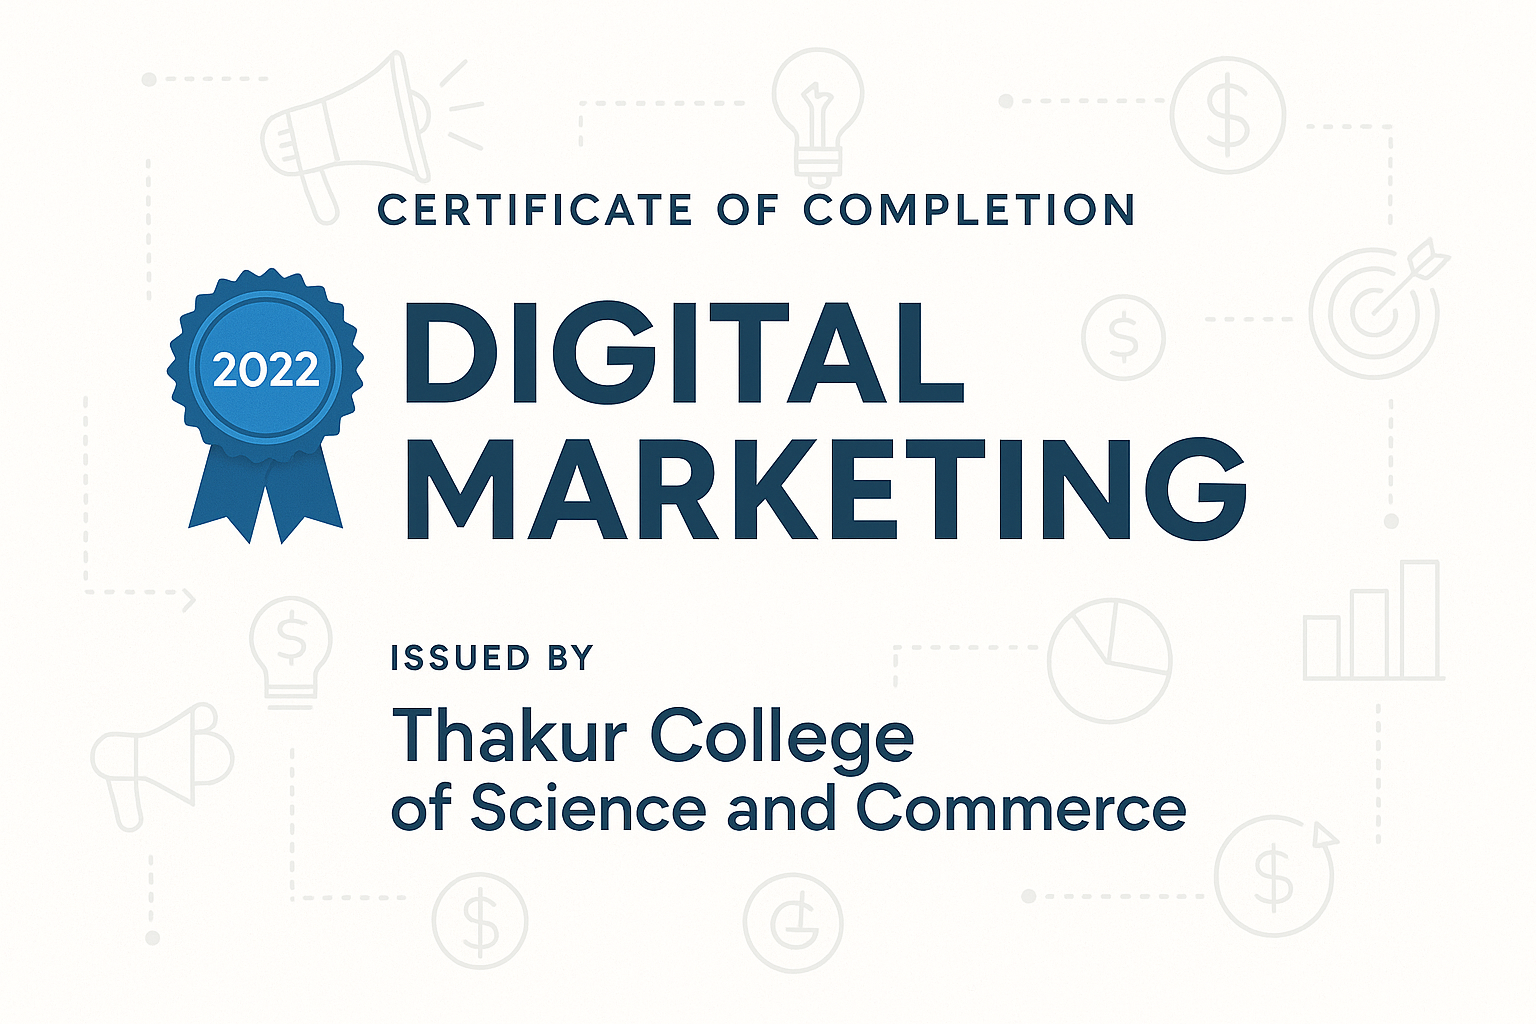 CERTIFICATE OF COMPLETION
2022
DIGITAL
MARKETING
ISSUED BY
Thakur College
of Science and Commerce